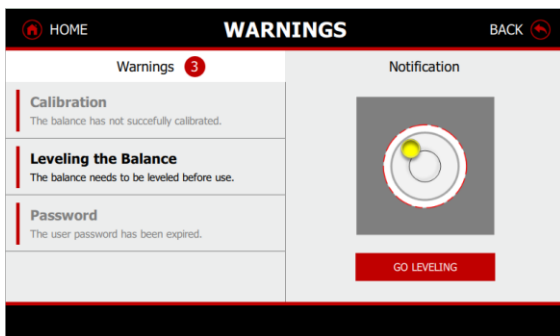 HOME
WARNINGS
BACK
Warnings 3
Notification
Calibration
The balance has not succefully calibrated.
Leveling the Balance
The balance needs to be leveled before use.
Password
The user password has been expired.
GO LEVELING